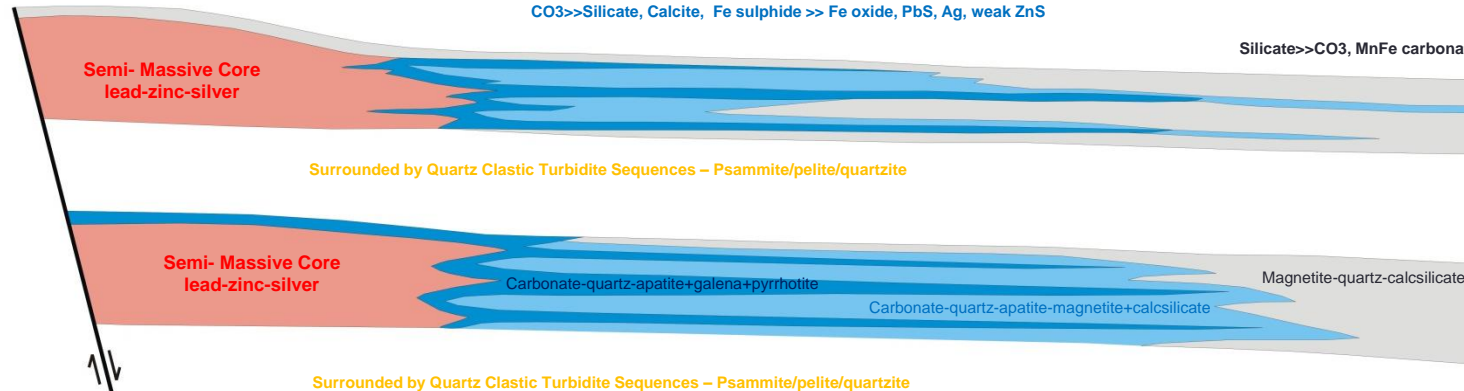 CO3>>Silicate, Calcite, Fe sulphide >> Fe oxide, PbS, Ag, weak ZnS
Silicate>>CO3, MnFe carbona
Semi- Massive Core
lead-zinc-silver
Surrounded by Quartz Clastic Turbidite Sequences – Psammite/pelite/quartzite
Semi- Massive Core
lead-zinc-silver
Carbonate-quartz-apatite+galena+pyrrhotite
Magnetite-quartz-calcsilicate
Carbonate-quartz-apatite-magnetite+calcsilicate
Surrounded by Quartz Clastic Turbidite Sequences – Psammite/pelite/quartzite